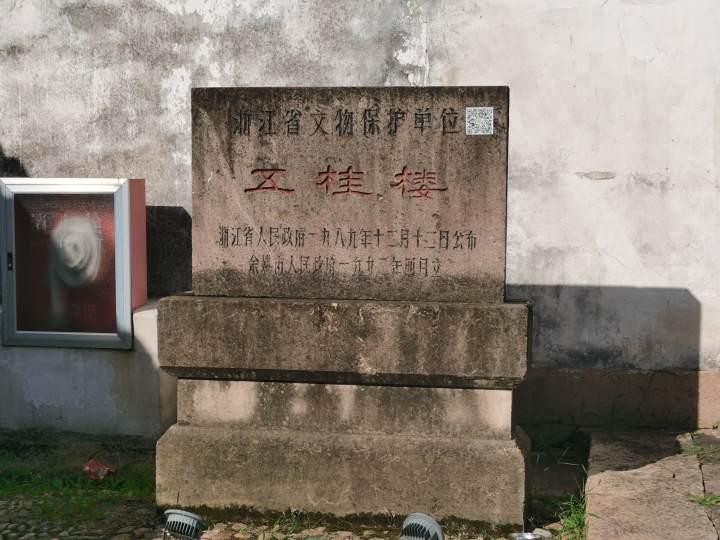 浙江省文物保护单位
五桂楼
浙江省人民政府一九八九年十二月十二日公布
余姚市人民政府一九九二年四月立